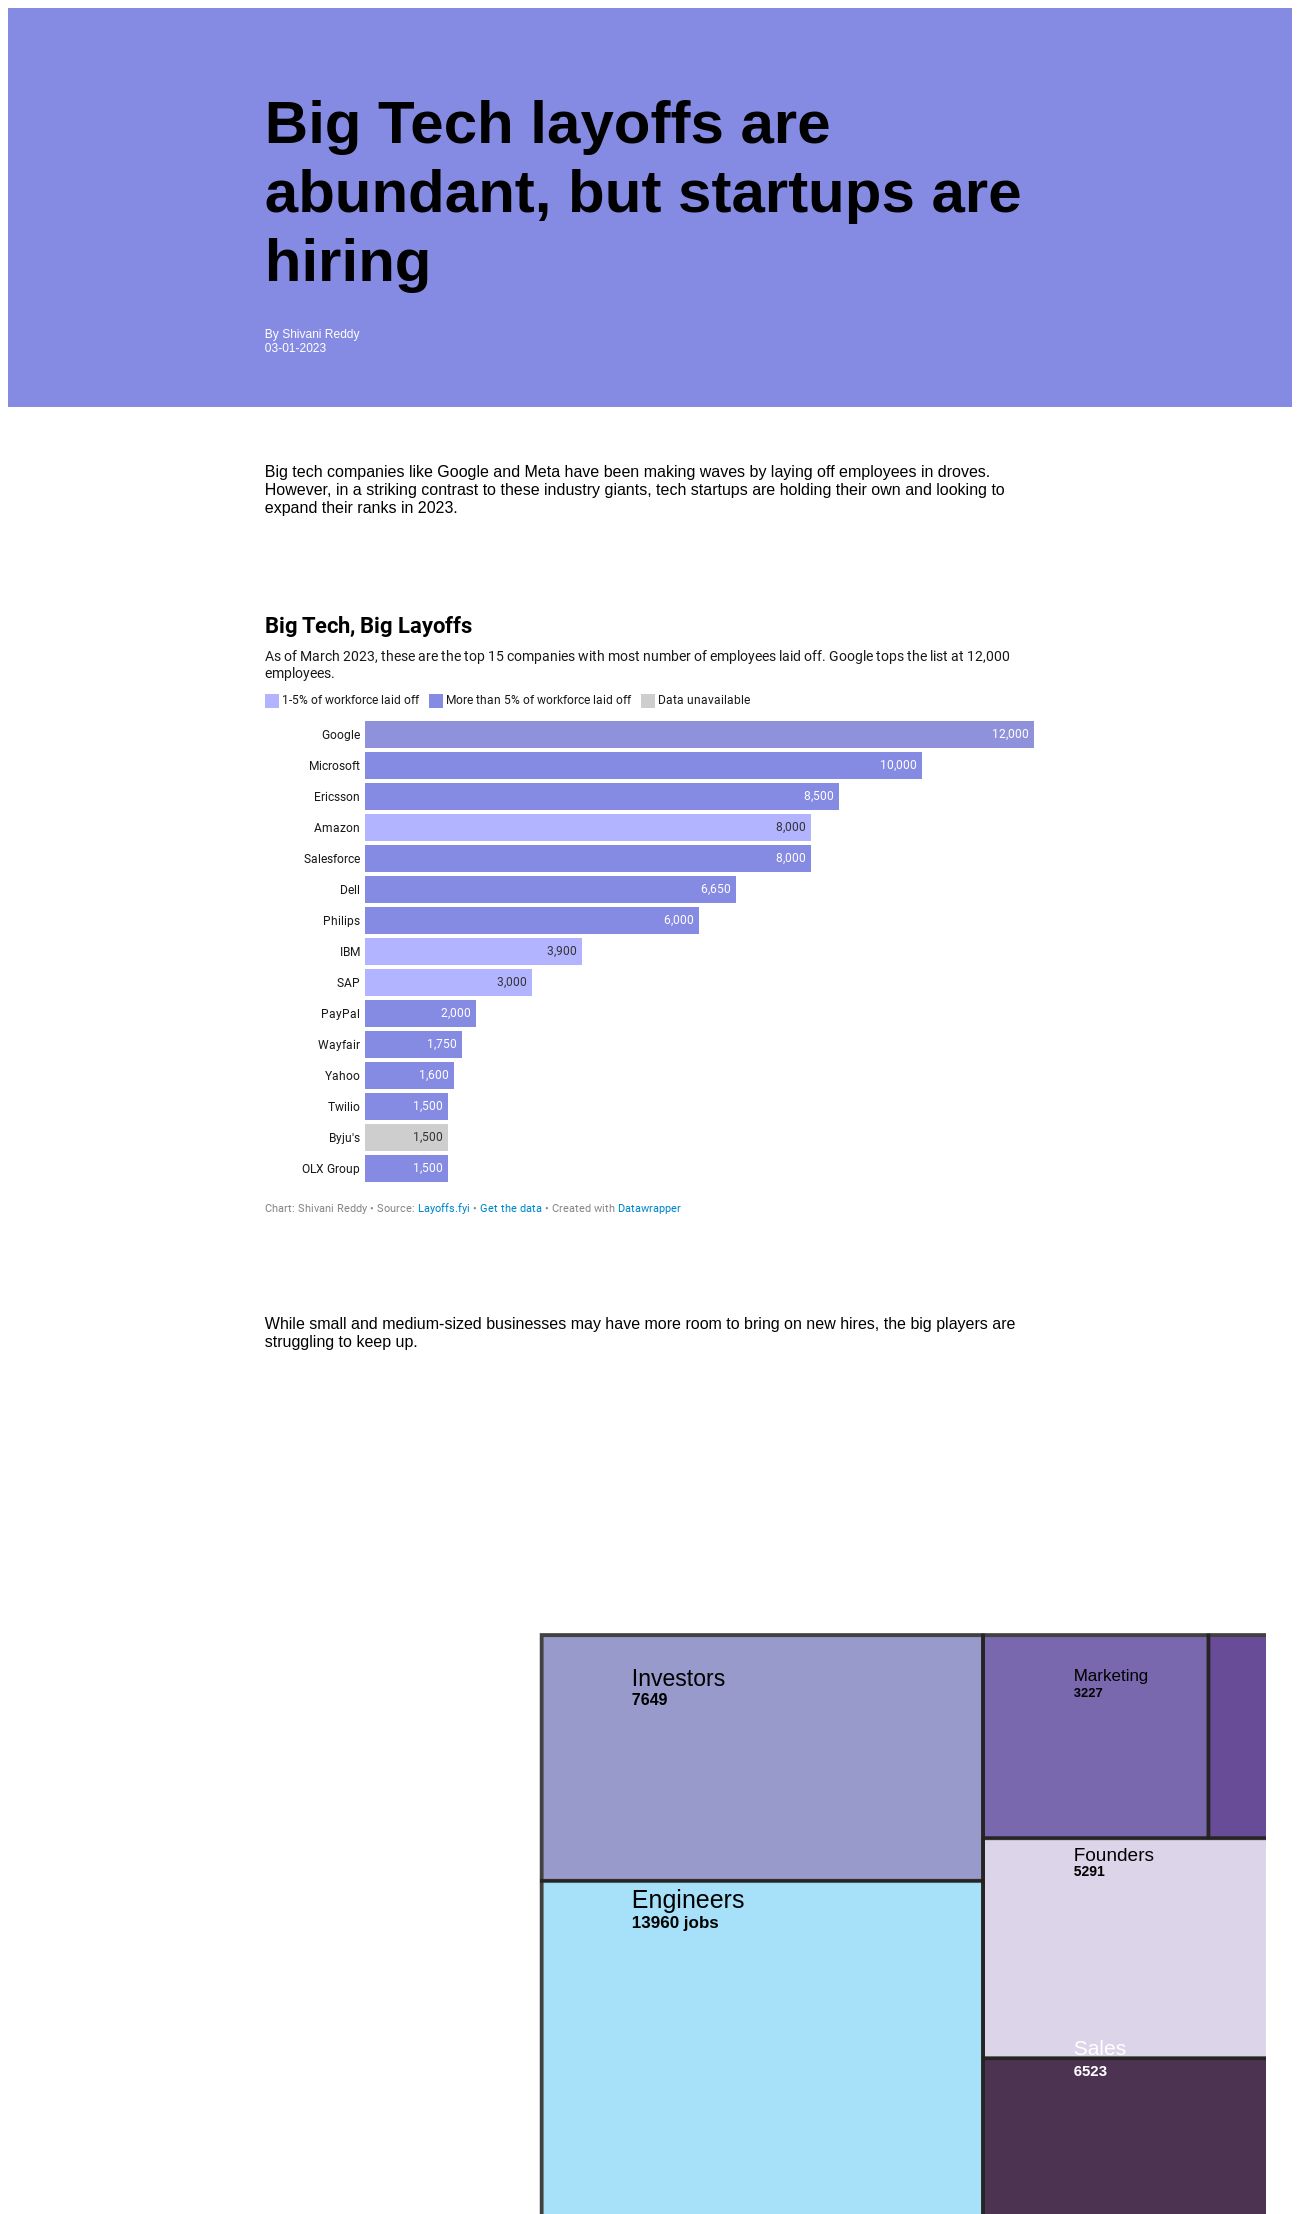 Big Tech layoffs are
abundant, but startups are
hiring
By Shivani Reddy
03-01-2023
Big tech companies like Google and Meta have been making waves by laying off employees in droves.
However, in a striking contrast to these industry giants, tech startups are holding their own and looking to
expand their ranks in 2023.
Big Tech, Big Layoffs
As of March 2023, these are the top 15 companies with most number of employees laid off. Google tops the list at 12,000
employees.
1-5% of workforce laid off More than 5% of workforce laid off Data unavailable
Google 12,000
Microsoft 10,000
Ericsson 8,500
Amazon 8,000
Salesforce 8,000
Dell 6,650
Philips 6,000
IBM 3,900
SAP 3,000
PayPal 2,000
Wayfair 1,750
Yahoo 1,600
Twilio 1,500
Byju's 1,500
OLX Group 1,500
Chart: Shivani Reddy • Source: Layoffs.fyi • Get the data • Created with Datawrapper
While small and medium-sized businesses may have more room to bring on new hires, the big players are
struggling to keep up.
Investors
7649
Marketing
3227
Founders
5291
Engineers
13960 jobs
Sales
6523